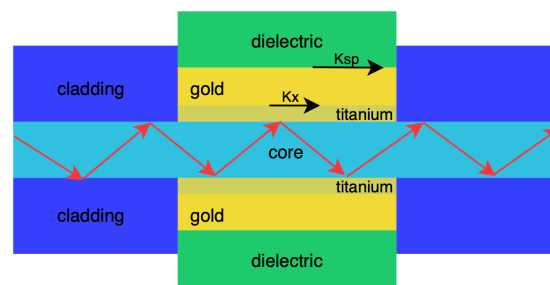 dielectric
Ksp
cladding
gold
Kx
titanium
core
titanium
cladding
gold
dielectric